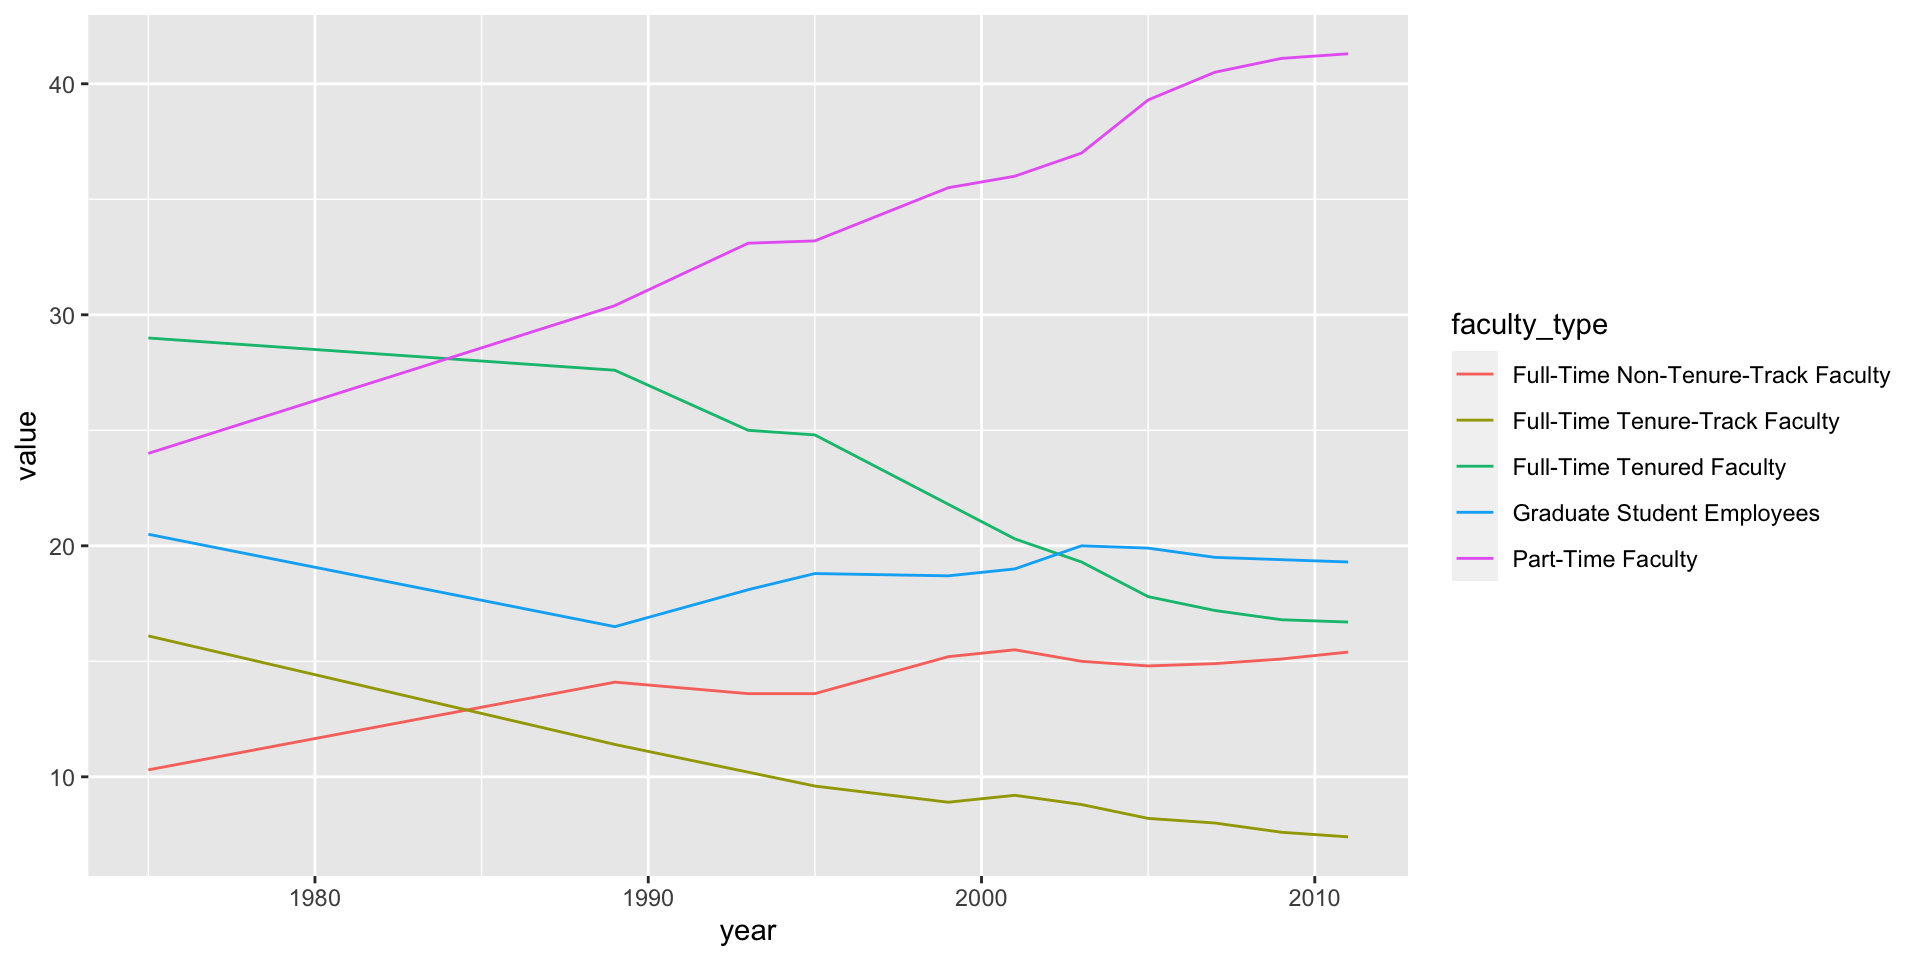 40
30
20
10
value
1980
1990
2000
2010
year
faculty_type
Full-Time Non-Tenure-Track Faculty
Full-Time Tenure-Track Faculty
Full-Time Tenured Faculty
Graduate Student Employees
Part-Time Faculty